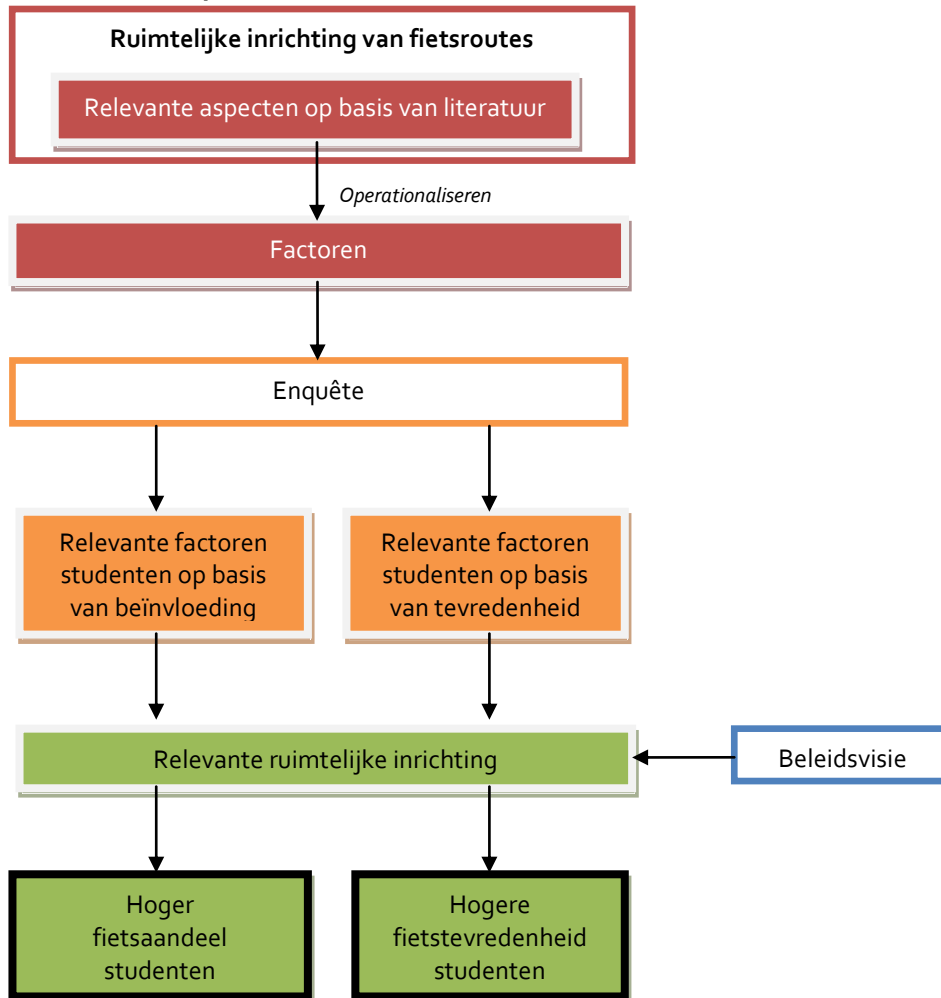 Ruimtelijke inrichting van fietsroutes
Relevante aspecten op basis van literatuur
Operationaliseren
Factoren
Enquête
Relevante factoren
studenten op basis
van beïnvloeding
Relevante factoren
studenten op basis
van tevredenheid
Relevante ruimtelijke inrichting
Beleidsvisie
Hoger
fietsaandeel
studenten
Hogere
fietstevredenheid
studenten